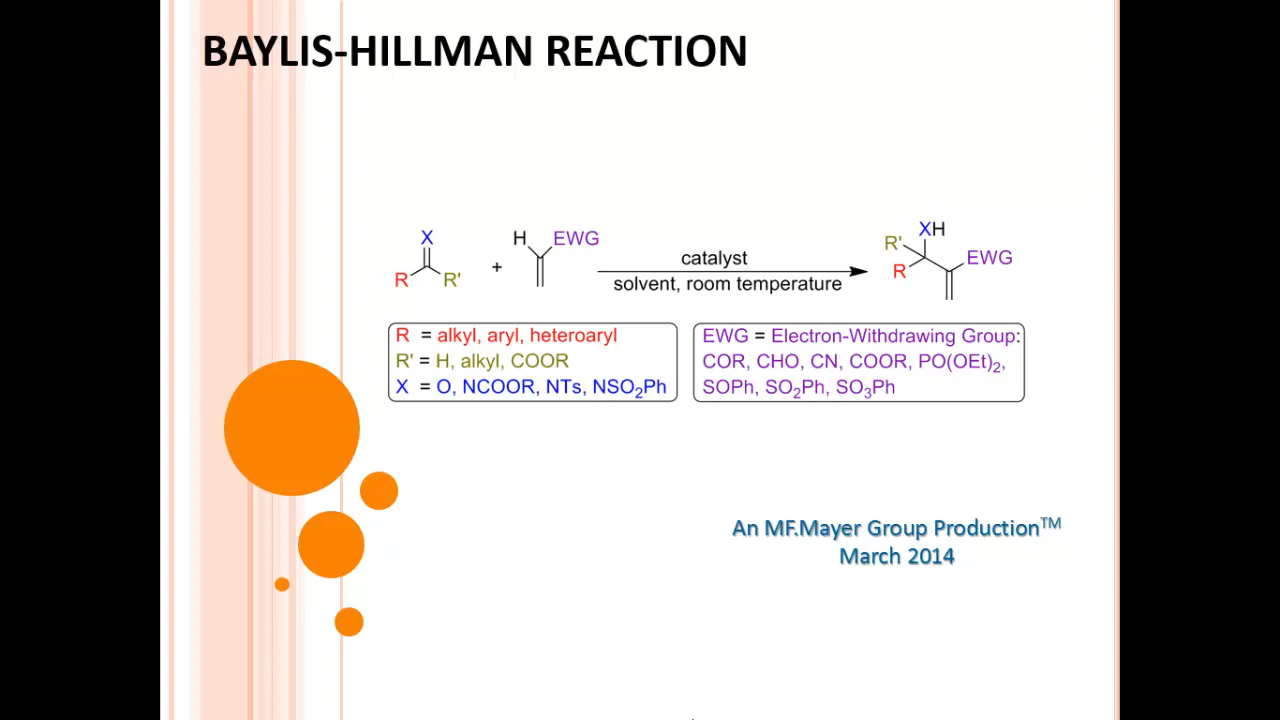 BAYLIS-HILLMAN REACTION
X
R
R'
+
H
EWG
catalyst
solvent, room temperature
XH
R'
R
EWG
R = alkyl, aryl, heteroaryl
R' = H, alkyl, COOR
X = O, NCOOR, NTs, NSO₂Ph
EWG = Electron-Withdrawing Group:
COR, CHO, CN, COOR, PO(OEt)₂,
SOPh, SO₂Ph, SO₃Ph
An MF.Mayer Group Production™
March 2014